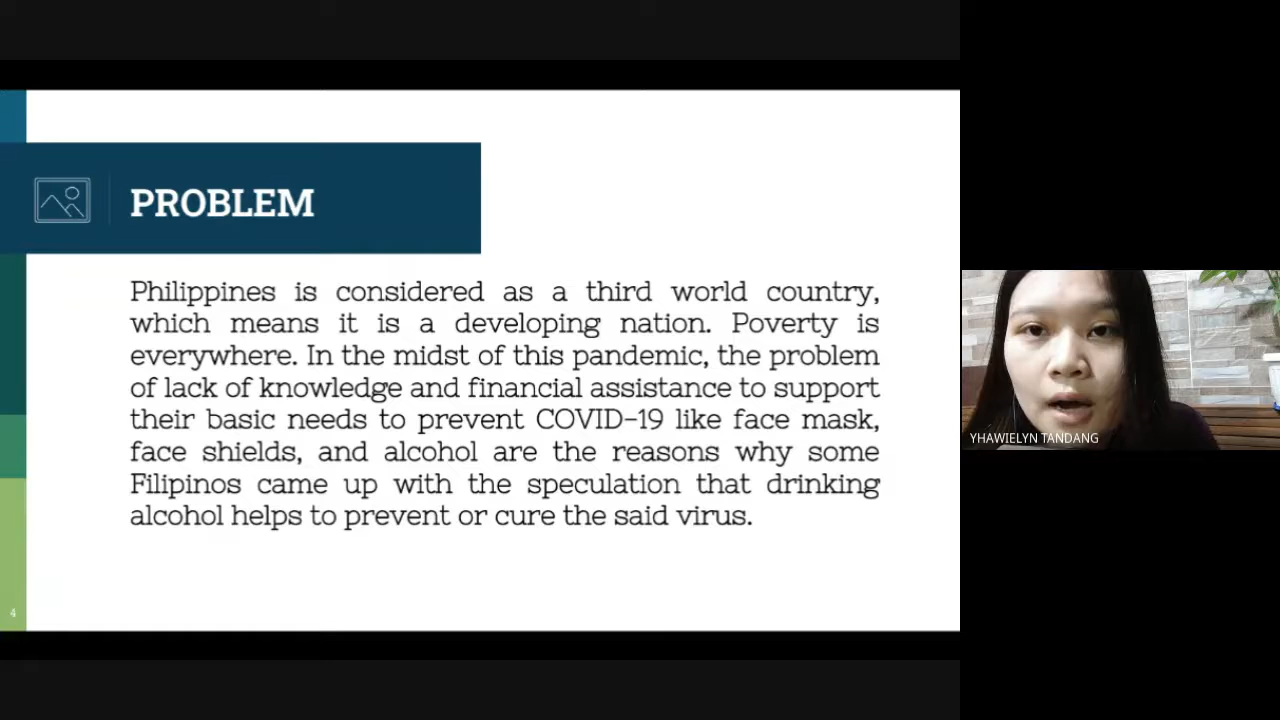 PROBLEM
Philippines is considered as a third world country,
which means it is a developing nation. Poverty is
everywhere. In the midst of this pandemic, the problem
of lack of knowledge and financial assistance to support
their basic needs to prevent COVID-19 like face mask,
face shields, and alcohol are the reasons why some
Filipinos came up with the speculation that drinking
alcohol helps to prevent or cure the said virus.
4
YHAWIELYN TANDANG